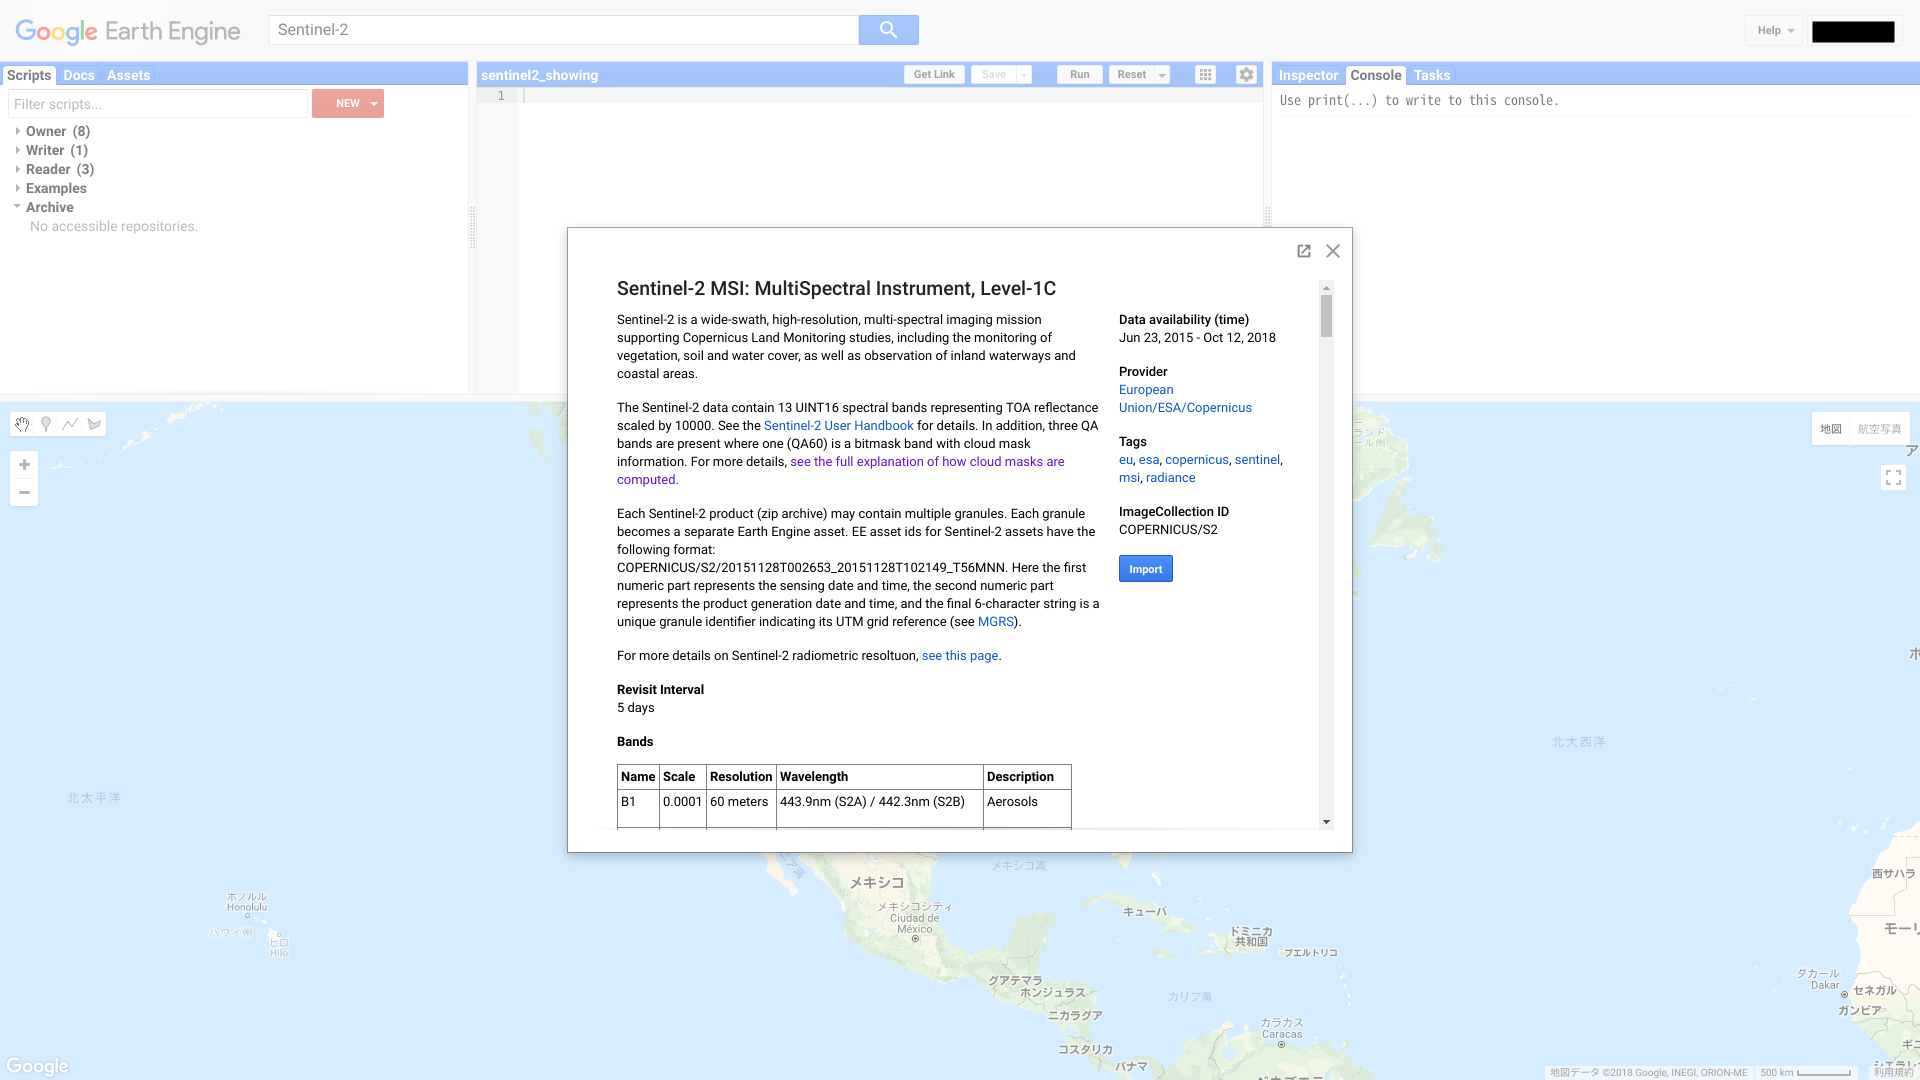 Google Earth Engine
Sentinel-2
Help
Scripts Docs Assets
Filter scripts...
NEW
Owner (8)
Writer (1)
Reader (3)
Examples
Archive
No accessible repositories.
sentinel2_showing
Get Link Save Run Reset
1
Inspector Console Tasks
Use print(...) to write to this console.
Sentinel-2 MSI: MultiSpectral Instrument, Level-1C
Sentinel-2 is a wide-swath, high-resolution, multi-spectral imaging mission
supporting Copernicus Land Monitoring studies, including the monitoring of
vegetation, soil and water cover, as well as observation of inland waterways and
coastal areas.
The Sentinel-2 data contain 13 UINT16 spectral bands representing TOA reflectance
scaled by 10000. See the Sentinel-2 User Handbook for details. In addition, three QA
bands are present where one (QA60) is a bitmask band with cloud mask
information. For more details, see the full explanation of how cloud masks are
computed.
Each Sentinel-2 product (zip archive) may contain multiple granules. Each granule
becomes a separate Earth Engine asset. EE asset ids for Sentinel-2 assets have the
following format:
COPERNICUS/S2/20151128T002653_20151128T102149_T56MNN. Here the first
numeric part represents the sensing date and time, the second numeric part
represents the product generation date and time, and the final 6-character string is a
unique granule identifier indicating its UTM grid reference (see MGRS).
For more details on Sentinel-2 radiometric resoltuon, see this page.
Revisit Interval
5 days
Bands
Name Scale Resolution Wavelength Description
B1 0.0001 60 meters 443.9nm (S2A) / 442.3nm (S2B) Aerosols
Data availability (time)
Jun 23, 2015 - Oct 12, 2018
Provider
European
Union/ESA/Copernicus
Tags
eu, esa, copernicus, sentinel,
msi, radiance
ImageCollection ID
COPERNICUS/S2
Import
地図 航空写真
北大西洋
北太平洋
メキシコ湾
メキシコ
メキシコシティ
Ciudad de
México
ホノルル
Honolulu
ハワイ州
ヒロ
Hilo
キューバ
ドミニカ
共和国
プエルトリコ
グアテマラ
ホンジュラス
ニカラグア
カリブ海
カラカス
Caracas
コスタリカ
パナマ
西サハラ
ダカール
Dakar
セネガル
ガンビア
Google
地図データ ©2018 Google, INEGI, ORION-ME 500 km 利用規約